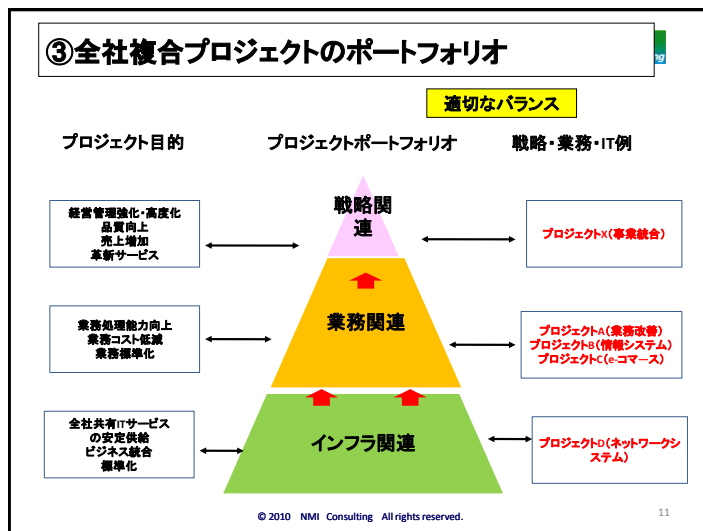 ③全社複合プロジェクトのポートフォリオ
ng
適切なバランス
プロジェクト目的
プロジェクトポートフォリオ
戦略・業務・IT例
経営管理強化・高度化
品質向上
売上増加
革新サービス
戦略関
連
プロジェクトX(事業統合)
業務処理能力向上
業務コスト低減
業務標準化
業務関連
プロジェクトA(業務改善)
プロジェクトB(情報システム)
プロジェクトC(e-コマース)
全社共有ITサービス
の安定供給
ビジネス統合
標準化
インフラ関連
プロジェクトD(ネットワークシ
ステム)
© 2010 NMI Consulting All rights reserved.
11